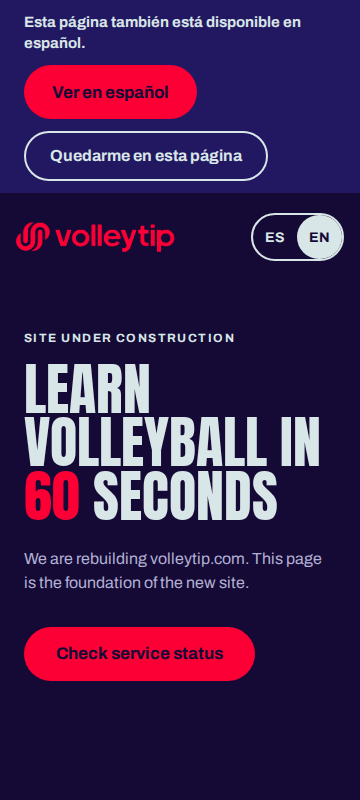 Esta página también está disponible en
español.
Ver en español
Quedarme en esta página
volleytip
ES EN
SITE UNDER CONSTRUCTION
LEARN
VOLLEYBALL IN
60 SECONDS
We are rebuilding volleytip.com. This page
is the foundation of the new site.
Check service status